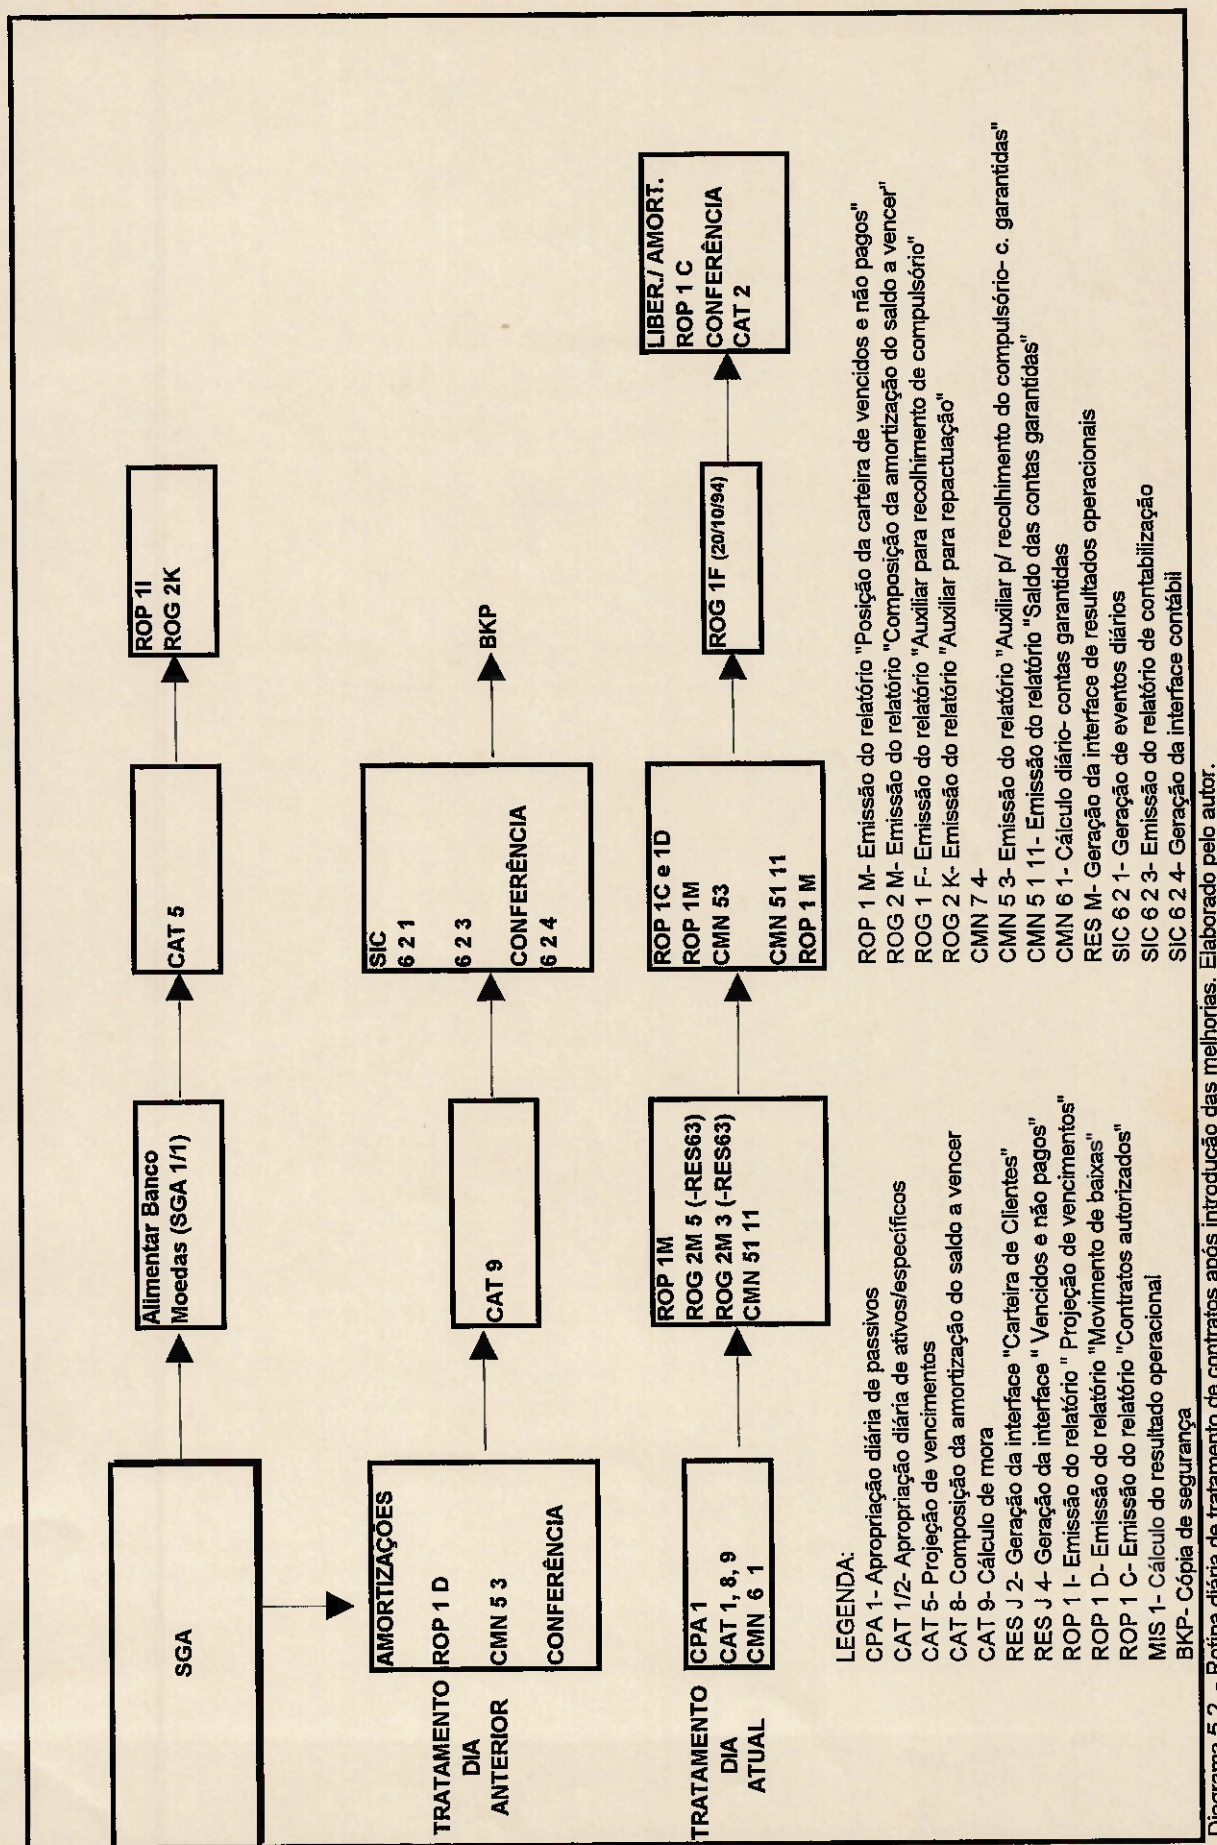 SGA
Alimentar Banco
Moedas (SGA 1/1)
CAT 5
ROP 1I
ROG 2K
TRATAMENTO
DIA
ANTERIOR
AMORTIZAÇÕES
ROP 1 D
CMN 5 3
CONFERÊNCIA
CAT 9
SIC
6 2 1
6 2 3
CONFERÊNCIA
6 2 4
BKP
TRATAMENTO
DIA
ATUAL
CPA 1
CAT 1, 8, 9
CMN 6 1
ROP 1M
ROG 2M 5 (-RES63)
ROG 2M 3 (-RES63)
CMN 51 11
ROP 1C e 1D
ROP 1M
CMN 53
CMN 51 11
ROP 1 M
ROG 1F (20/10/94)
LIBER./ AMORT.
ROP 1 C
CONFERÊNCIA
CAT 2
LEGENDA:
CPA 1- Apropriação diária de passivos
CAT 1/2- Apropriação diária de ativos/específicos
CAT 5- Projeção de vencimentos
CAT 8- Composição da amortização do saldo a vencer
CAT 9- Cálculo de mora
RES J 2- Geração da interface "Carteira de Clientes"
RES J 4- Geração da interface " Vencidos e não pagos"
ROP 1 I- Emissão do relatório " Projeção de vencimentos"
ROP 1 D- Emissão do relatório "Movimento de baixas"
ROP 1 C- Emissão do relatório "Contratos autorizados"
MIS 1- Cálculo do resultado operacional
BKP- Cópia de segurança
ROP 1 M- Emissão do relatório "Posição da carteira de vencidos e não pagos"
ROG 2 M- Emissão do relatório "Composição da amortização do saldo a vencer"
ROG 1 F- Emissão do relatório "Auxiliar para recolhimento de compulsório"
ROG 2 K- Emissão do relatório "Auxiliar para repactuação"
CMN 7 4-
CMN 5 3- Emissão do relatório "Auxiliar p/ recolhimento do compulsório- c. garantidas"
CMN 5 1 11- Emissão do relatório "Saldo das contas garantidas"
CMN 6 1- Cálculo diário- contas garantidas
RES M- Geração da interface de resultados operacionais
SIC 6 2 1- Geração de eventos diários
SIC 6 2 3- Emissão do relatório de contabilização
SIC 6 2 4- Geração da interface contábil
Diagrama 5.2 - Rotina diária de tratamento de contratos após introdução das melhorias. Elaborado pelo autor.